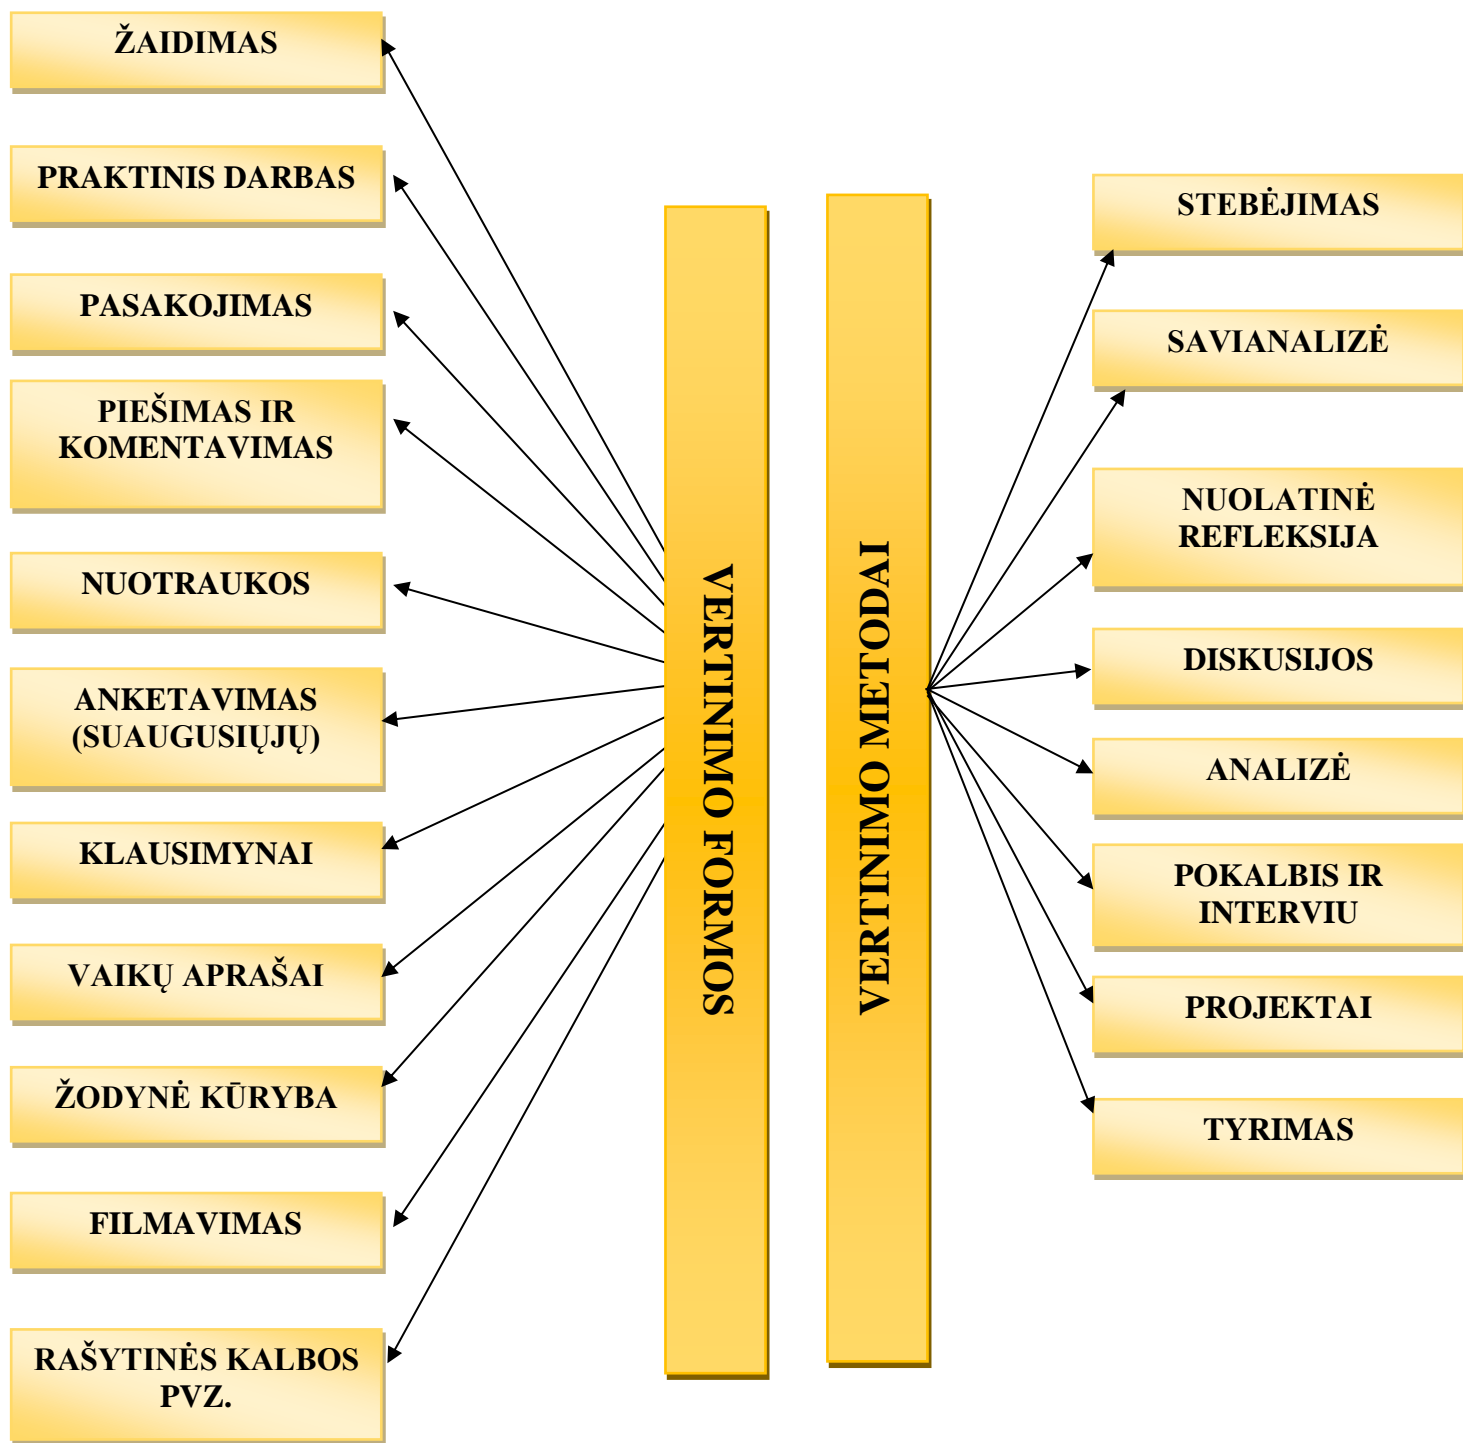 ŽAIDIMAS
PRAKTINIS DARBAS
PASAKOJIMAS
PIEŠIMAS IR
KOMENTAVIMAS
NUOTRAUKOS
ANKETAVIMAS
(SUAUGUSIŲJŲ)
KLAUSIMYNAI
VAIKŲ APRAŠAI
ŽODYNĖ KŪRYBA
FILMAVIMAS
RAŠYTINĖS KALBOS
PVZ.
VERTINIMO FORMOS
VERTINIMO METODAI
STEBĖJIMAS
SAVIANALIZĖ
NUOLATINĖ
REFLEKSIJA
DISKUSIJOS
ANALIZĖ
POKALBIS IR
INTERVIU
PROJEKTAI
TYRIMAS